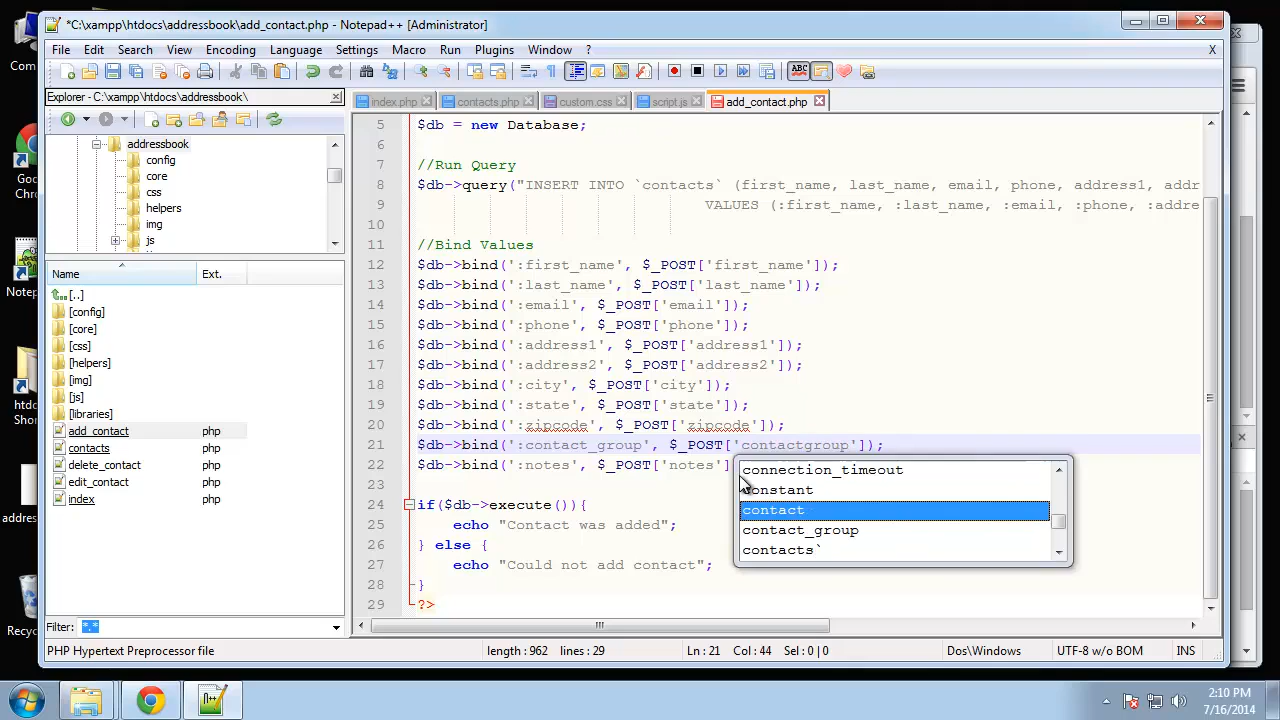 *C:\xampp\htdocs\addressbook\add_contact.php - Notepad++ [Administrator]
File Edit Search View Encoding Language Settings Macro Run Plugins Window ? X
Explorer - C:\xampp\htdocs\addressbook\
index.php contacts.php custom.css script.js add_contact.php
addressbook
config
core
css
helpers
img
js
Name Ext.
[..]
[config]
[core]
[css]
[helpers]
[img]
[js]
[libraries]
add_contact php
contacts php
delete_contact php
edit_contact php
index php
Filter: *.*
5 $db = new Database;
6
7 //Run Query
8 $db->query("INSERT INTO `contacts` (first_name, last_name, email, phone, address1, addr
9 VALUES (:first_name, :last_name, :email, :phone, :addre
10
11 //Bind Values
12 $db->bind(':first_name', $_POST['first_name']);
13 $db->bind(':last_name', $_POST['last_name']);
14 $db->bind(':email', $_POST['email']);
15 $db->bind(':phone', $_POST['phone']);
16 $db->bind(':address1', $_POST['address1']);
17 $db->bind(':address2', $_POST['address2']);
18 $db->bind(':city', $_POST['city']);
19 $db->bind(':state', $_POST['state']);
20 $db->bind(':zipcode', $_POST['zipcode']);
21 $db->bind(':contact_group', $_POST['contactgroup']);
22 $db->bind(':notes', $_POST['notes']
23
24 if($db->execute()){
25 echo "Contact was added";
26 } else {
27 echo "Could not add contact";
28 }
29 ?>
connection_timeout
constant
contact
contact_group
contacts`
PHP Hypertext Preprocessor file length : 962 lines : 29 Ln : 21 Col : 44 Sel : 0 | 0 Dos\Windows UTF-8 w/o BOM INS
Com
Goo
Chr
Notep
htdo
Shor
addres
Recyc
2:10 PM
7/16/2014